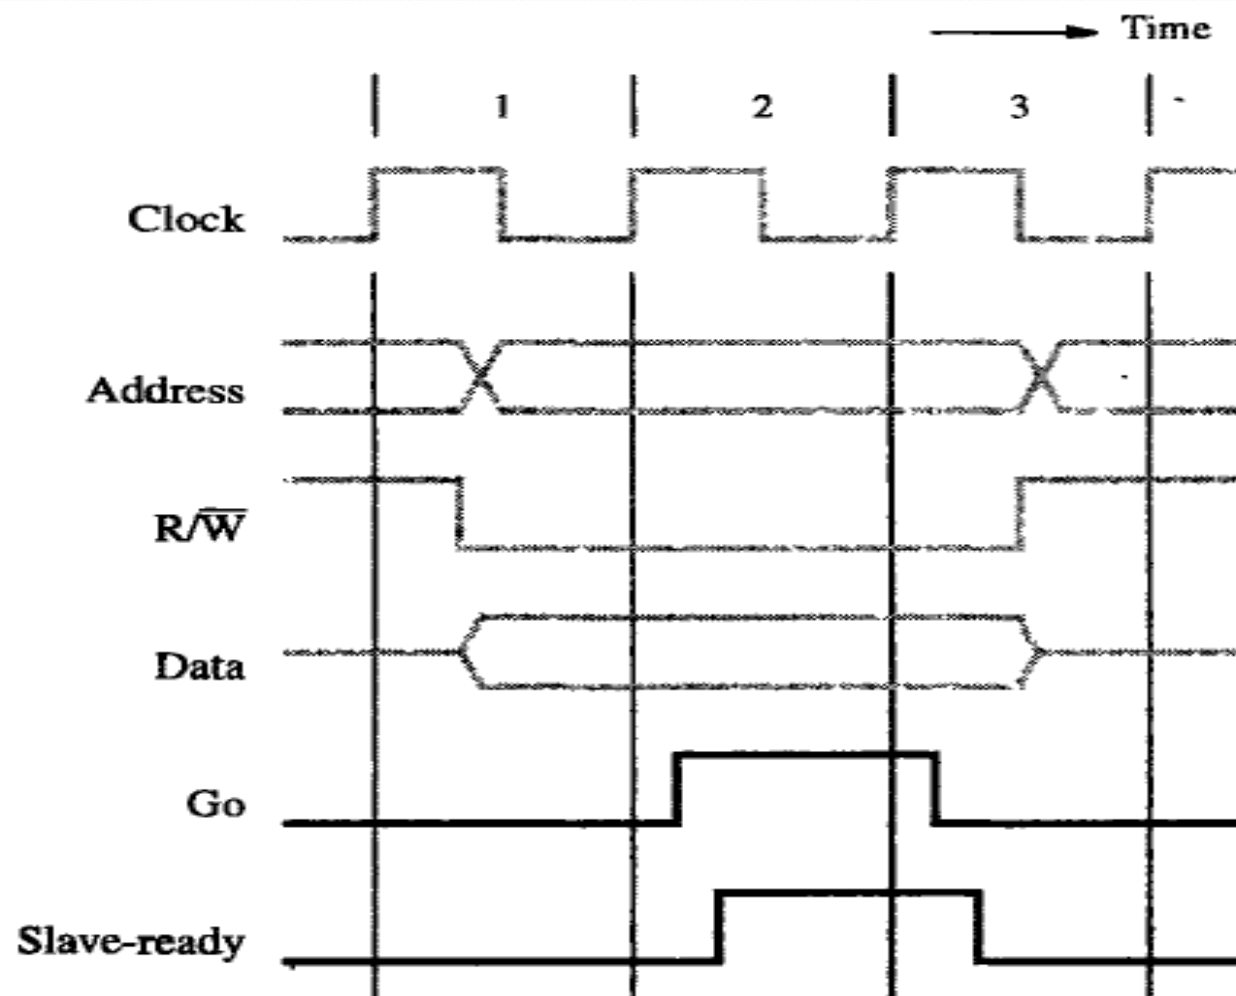 Time
1 2 3
Clock
Address
R/W̅
Data
Go
Slave-ready